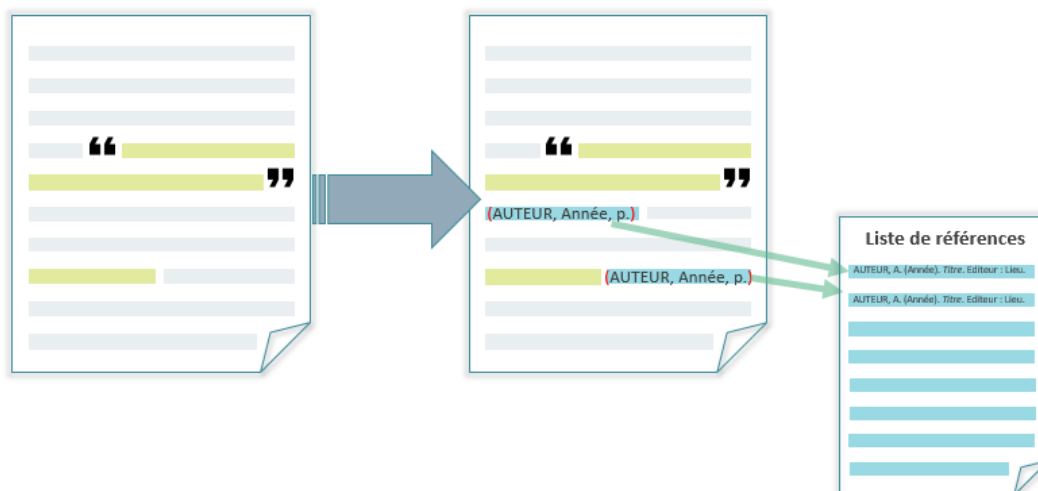 “
”
“
”
(AUTEUR, Année, p.)
(AUTEUR, Année, p.)
Liste de références
AUTEUR, A. (Année). Titre. Editeur : Lieu.
AUTEUR, A. (Année). Titre. Editeur : Lieu.